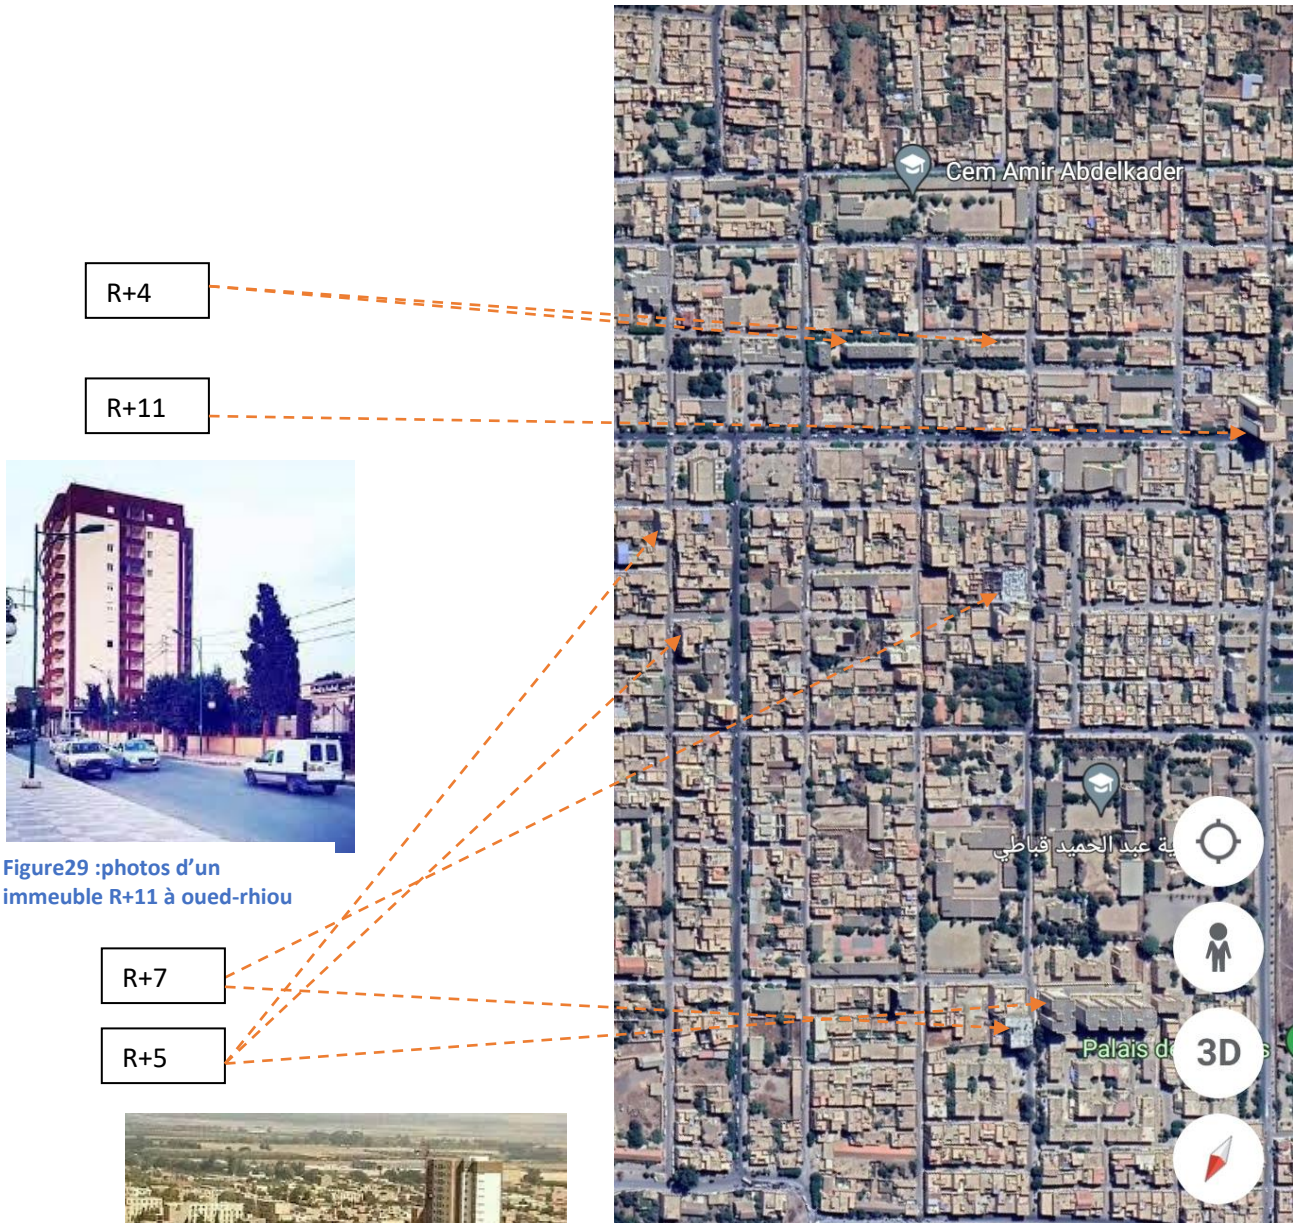 Cem Amir Abdelkader
R+4
R+11
Figure29 :photos d’un
immeuble R+11 à oued-rhiou
عبد الحميد قباطي
R+7
R+5
Palais
3D